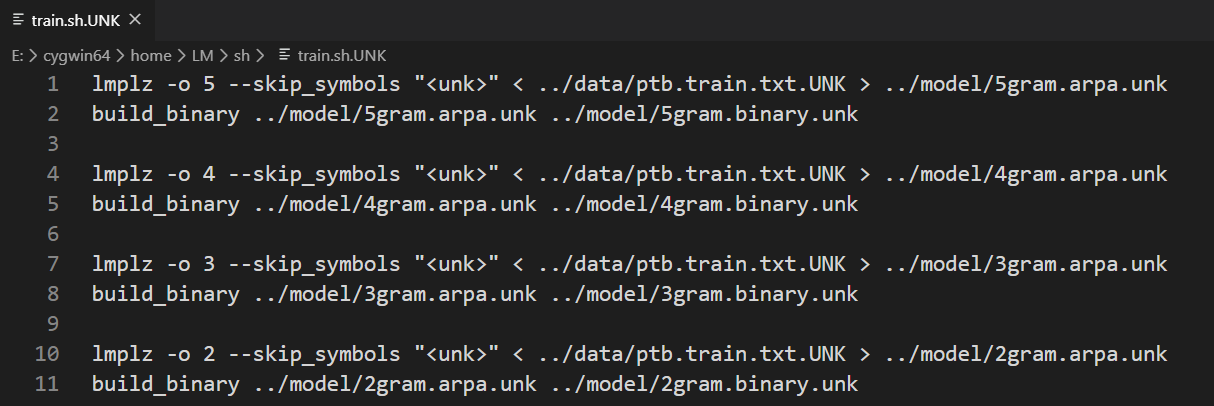 train.sh.UNK
E: > cygwin64 > home > LM > sh > train.sh.UNK
1 lmplz -o 5 --skip_symbols "<unk>" < ../data/ptb.train.txt.UNK > ../model/5gram.arpa.unk
2 build_binary ../model/5gram.arpa.unk ../model/5gram.binary.unk
3
4 lmplz -o 4 --skip_symbols "<unk>" < ../data/ptb.train.txt.UNK > ../model/4gram.arpa.unk
5 build_binary ../model/4gram.arpa.unk ../model/4gram.binary.unk
6
7 lmplz -o 3 --skip_symbols "<unk>" < ../data/ptb.train.txt.UNK > ../model/3gram.arpa.unk
8 build_binary ../model/3gram.arpa.unk ../model/3gram.binary.unk
9
10 lmplz -o 2 --skip_symbols "<unk>" < ../data/ptb.train.txt.UNK > ../model/2gram.arpa.unk
11 build_binary ../model/2gram.arpa.unk ../model/2gram.binary.unk